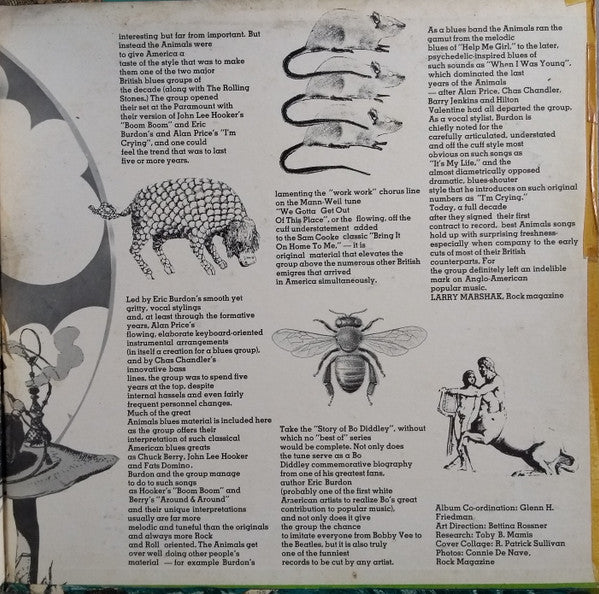 interesting but far from important. But
instead the Animals were
to give America a
taste of the style that was to make
them one of the two major
British blues groups of
the decade (along with The Rolling
Stones.) The group opened
their set at the Paramount with
their version of John Lee Hooker's
"Boom Boom" and Eric
Burdon's and Alan Price's "I'm
Crying", and one could
feel the trend that was to last
five or more years.
Led by Eric Burdon's smooth yet
gritty, vocal stylings
and, at least through the formative
years, Alan Price's
flowing, elaborate keyboard-oriented
instrumental arrangements
(in itself a creation for a blues group),
and by Chas Chandler's
innovative bass
lines, the group was to spend five
years at the top, despite
internal hassels and even fairly
frequent personnel changes.
Much of the great
Animals blues material is included here
as the group offers their
interpretation of such classical
American blues greats
as Chuck Berry, John Lee Hooker
and Fats Domino.
Burdon and the group manage
to do to such songs
as Hooker's "Boom Boom" and
Berry's "Around & Around"
and their unique interpretations
usually are far more
melodic and tuneful than the originals
and always more Rock
and Roll oriented. The Animals get
over well doing other people's
material — for example Burdon's
lamenting the "work work" chorus line
on the Mann-Weil tune
"We Gotta Get Out
Of This Place", or the flowing, off the
cuff understatement added
to the Sam Cooke classic "Bring It
On Home To Me," — it is
original material that elevates the
group above the numerous other British
emigres that arrived
in America simultaneously.
Take the "Story of Bo Diddley", without
which no "best of" series
would be complete. Not only does
the tune serve as a Bo
Diddley commemorative biography
from one of his greatest fans,
author Eric Burdon
(probably one of the first white
American artists to realize Bo's great
contribution to popular music),
and not only does it give
the group the chance
to imitate everyone from Bobby Vee to
the Beatles, but it is also truly
one of the funniest
records to be cut by any artist.
As a blues band the Animals ran the
gamut from the melodic
blues of "Help Me Girl," to the later,
psychedelic-inspired blues of
such sounds as "When I Was Young",
which dominated the last
years of the Animals
— after Alan Price, Chas Chandler,
Barry Jenkins and Hilton
Valentine had all departed the group.
As a vocal stylist, Burdon is
chiefly noted for the
carefully articulated, understated
and off the cuff style most
obvious on such songs as
"It's My Life," and the
almost diametrically opposed
dramatic, blues-shouter
style that he introduces on such original
numbers as "I'm Crying."
Today, a full decade
after they signed their first
contract to record, best Animals songs
hold up with surprising freshness-
especially when company to the early
cuts of most of their British
counterparts. For
the group definitely left an indelible
mark on Anglo-American
popular music.
LARRY MARSHAK, Rock magazine
Album Co-ordination: Glenn H.
Friedman
Art Direction: Bettina Rossner
Research: Toby B. Mamis
Cover Collage: R. Patrick Sullivan
Photos: Connie De Nave,
Rock Magazine